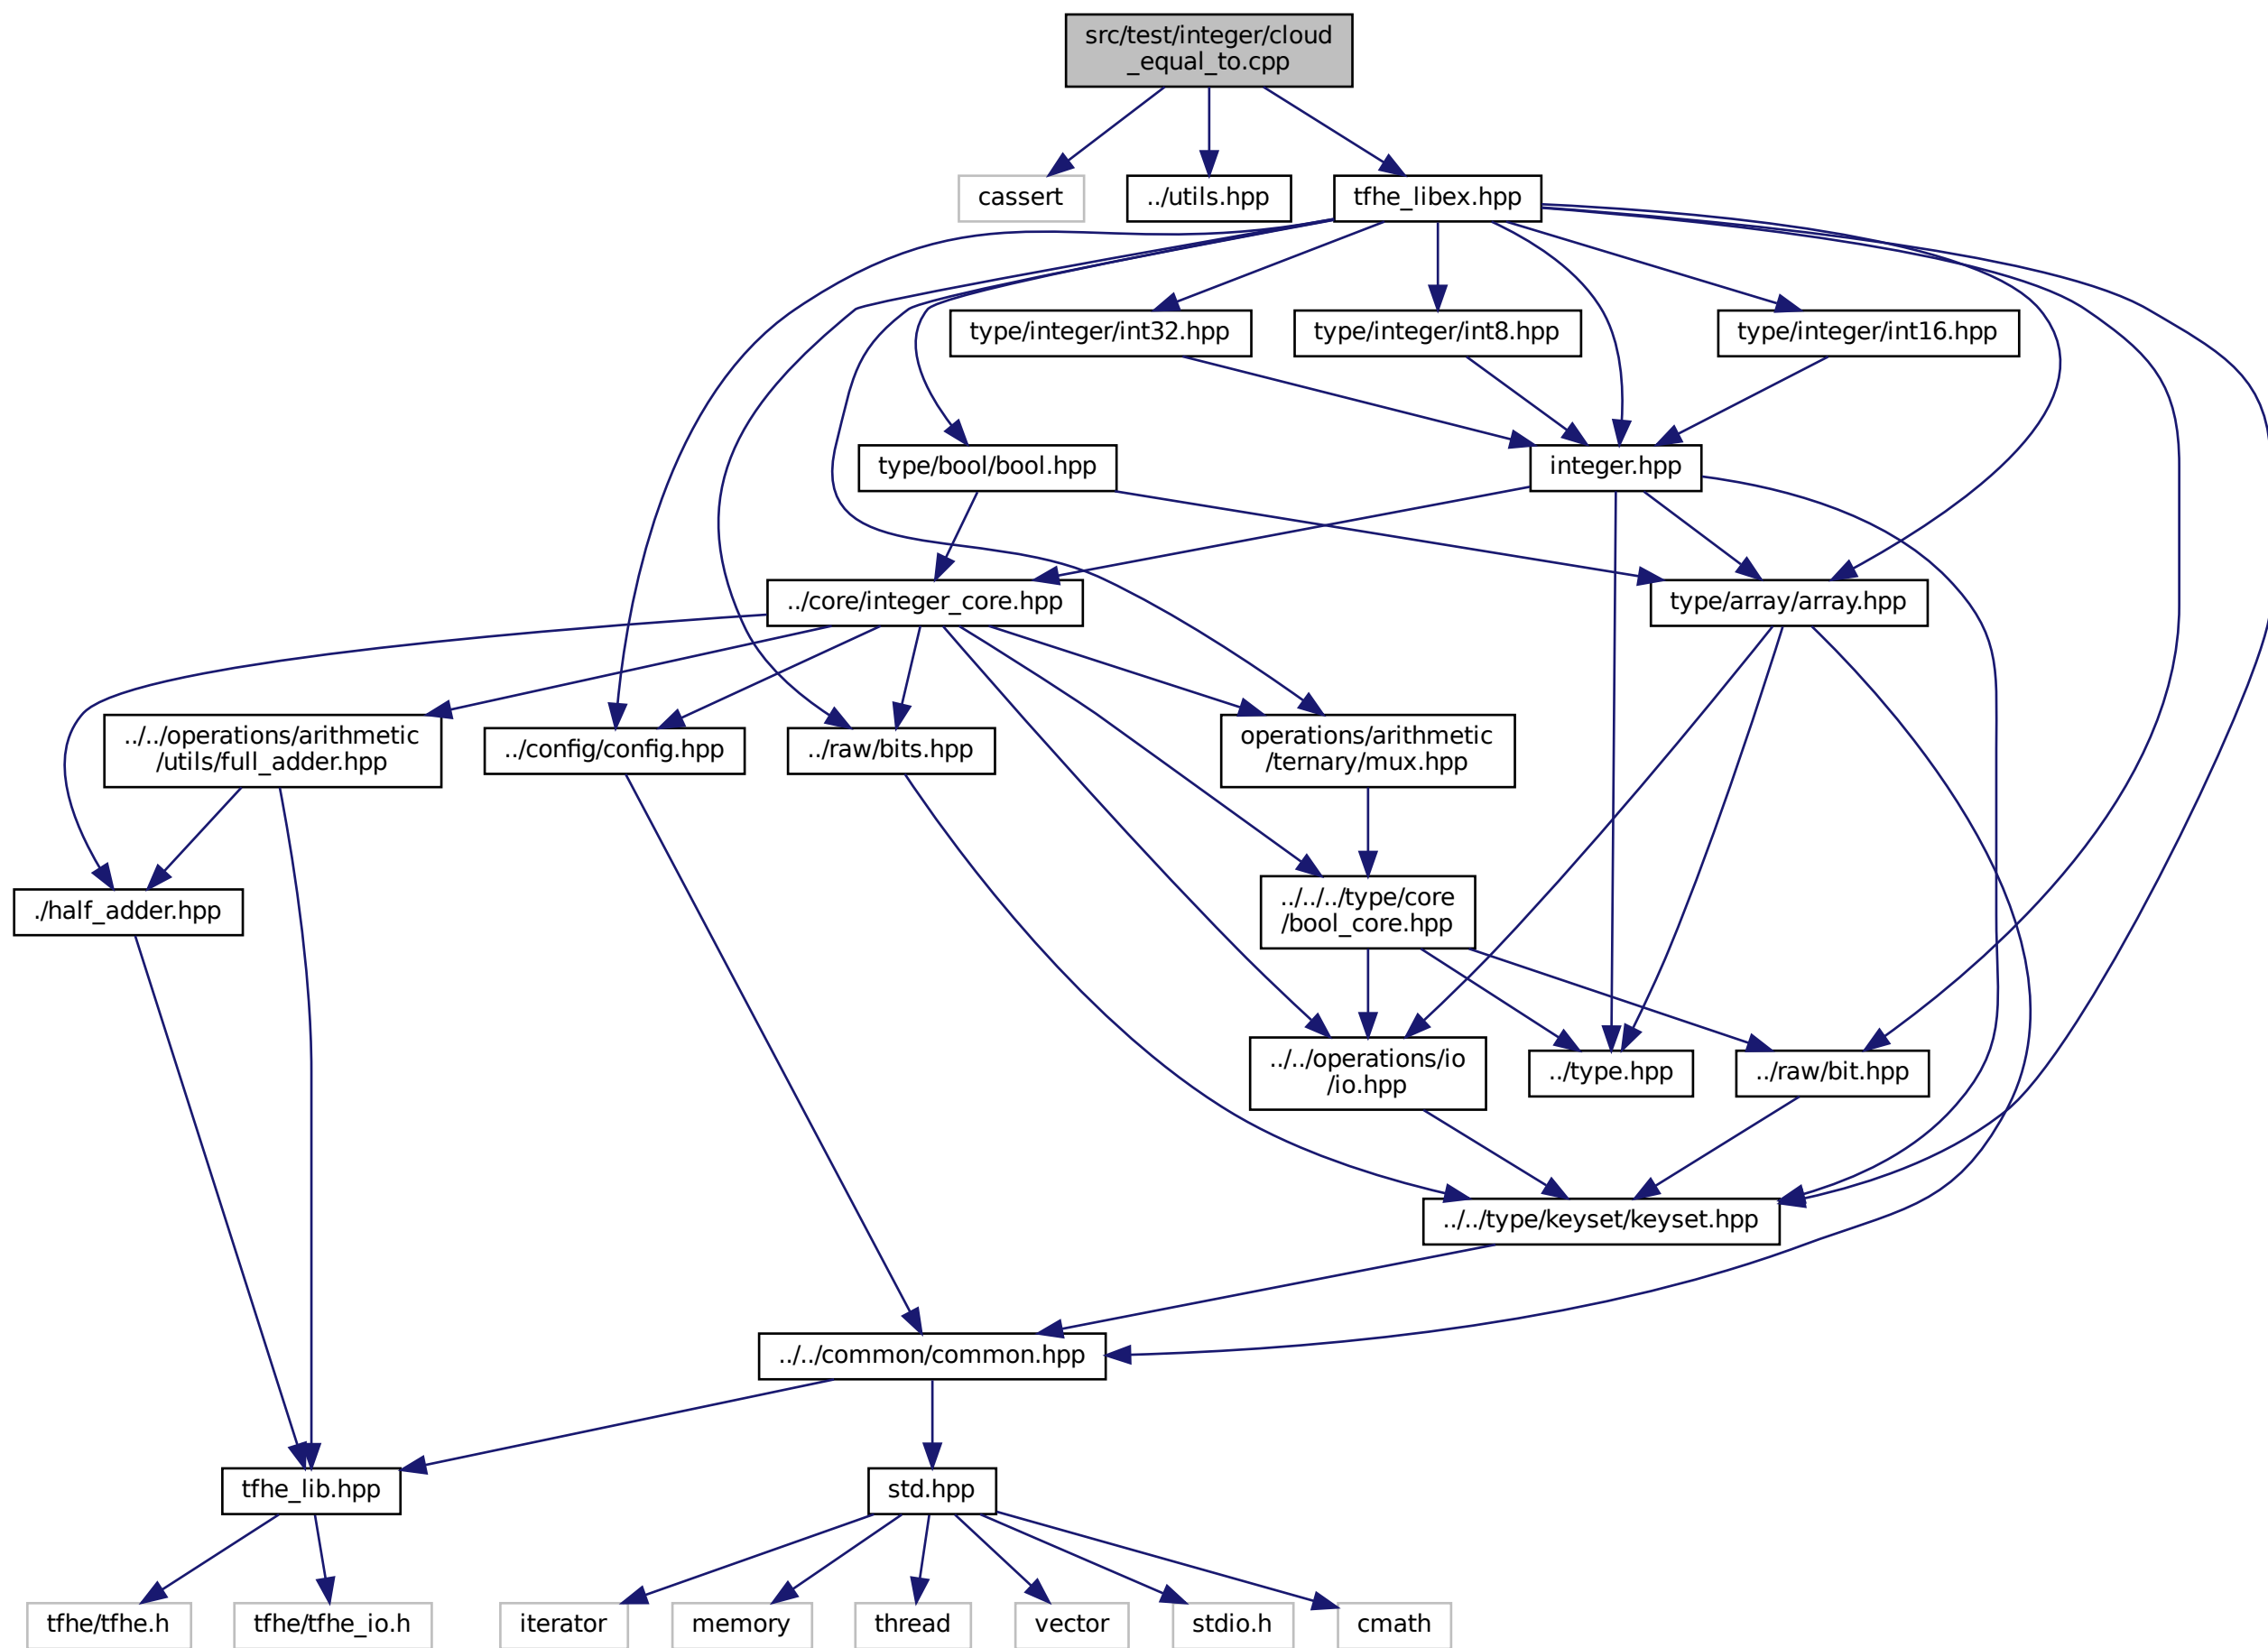 src/test/integer/cloud
_equal_to.cpp
cassert
../utils.hpp
tfhe_libex.hpp
type/integer/int32.hpp
type/integer/int8.hpp
type/integer/int16.hpp
type/bool/bool.hpp
integer.hpp
../core/integer_core.hpp
type/array/array.hpp
../../operations/arithmetic
/utils/full_adder.hpp
../config/config.hpp
../raw/bits.hpp
operations/arithmetic
/ternary/mux.hpp
./half_adder.hpp
../../../type/core
/bool_core.hpp
../../operations/io
/io.hpp
../type.hpp
../raw/bit.hpp
../../type/keyset/keyset.hpp
../../common/common.hpp
tfhe_lib.hpp
std.hpp
tfhe/tfhe.h
tfhe/tfhe_io.h
iterator
memory
thread
vector
stdio.h
cmath